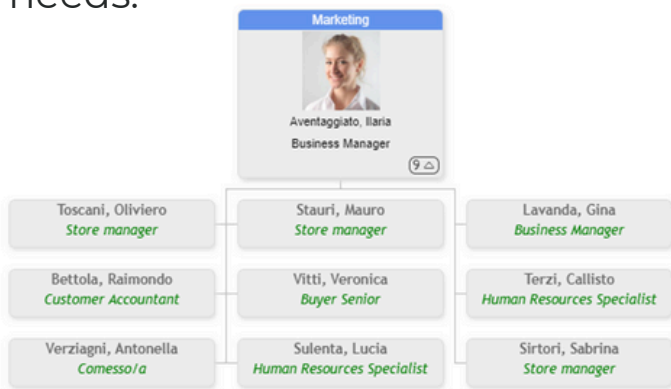 needs.
Marketing
Aventaggiato, Ilaria
Business Manager
9
Toscani, Oliviero
Store manager
Stauri, Mauro
Store manager
Lavanda, Gina
Business Manager
Bettola, Raimondo
Customer Accountant
Vitti, Veronica
Buyer Senior
Terzi, Callisto
Human Resources Specialist
Verziagni, Antonella
Comesso/a
Sulenta, Lucia
Human Resources Specialist
Sirtori, Sabrina
Store manager